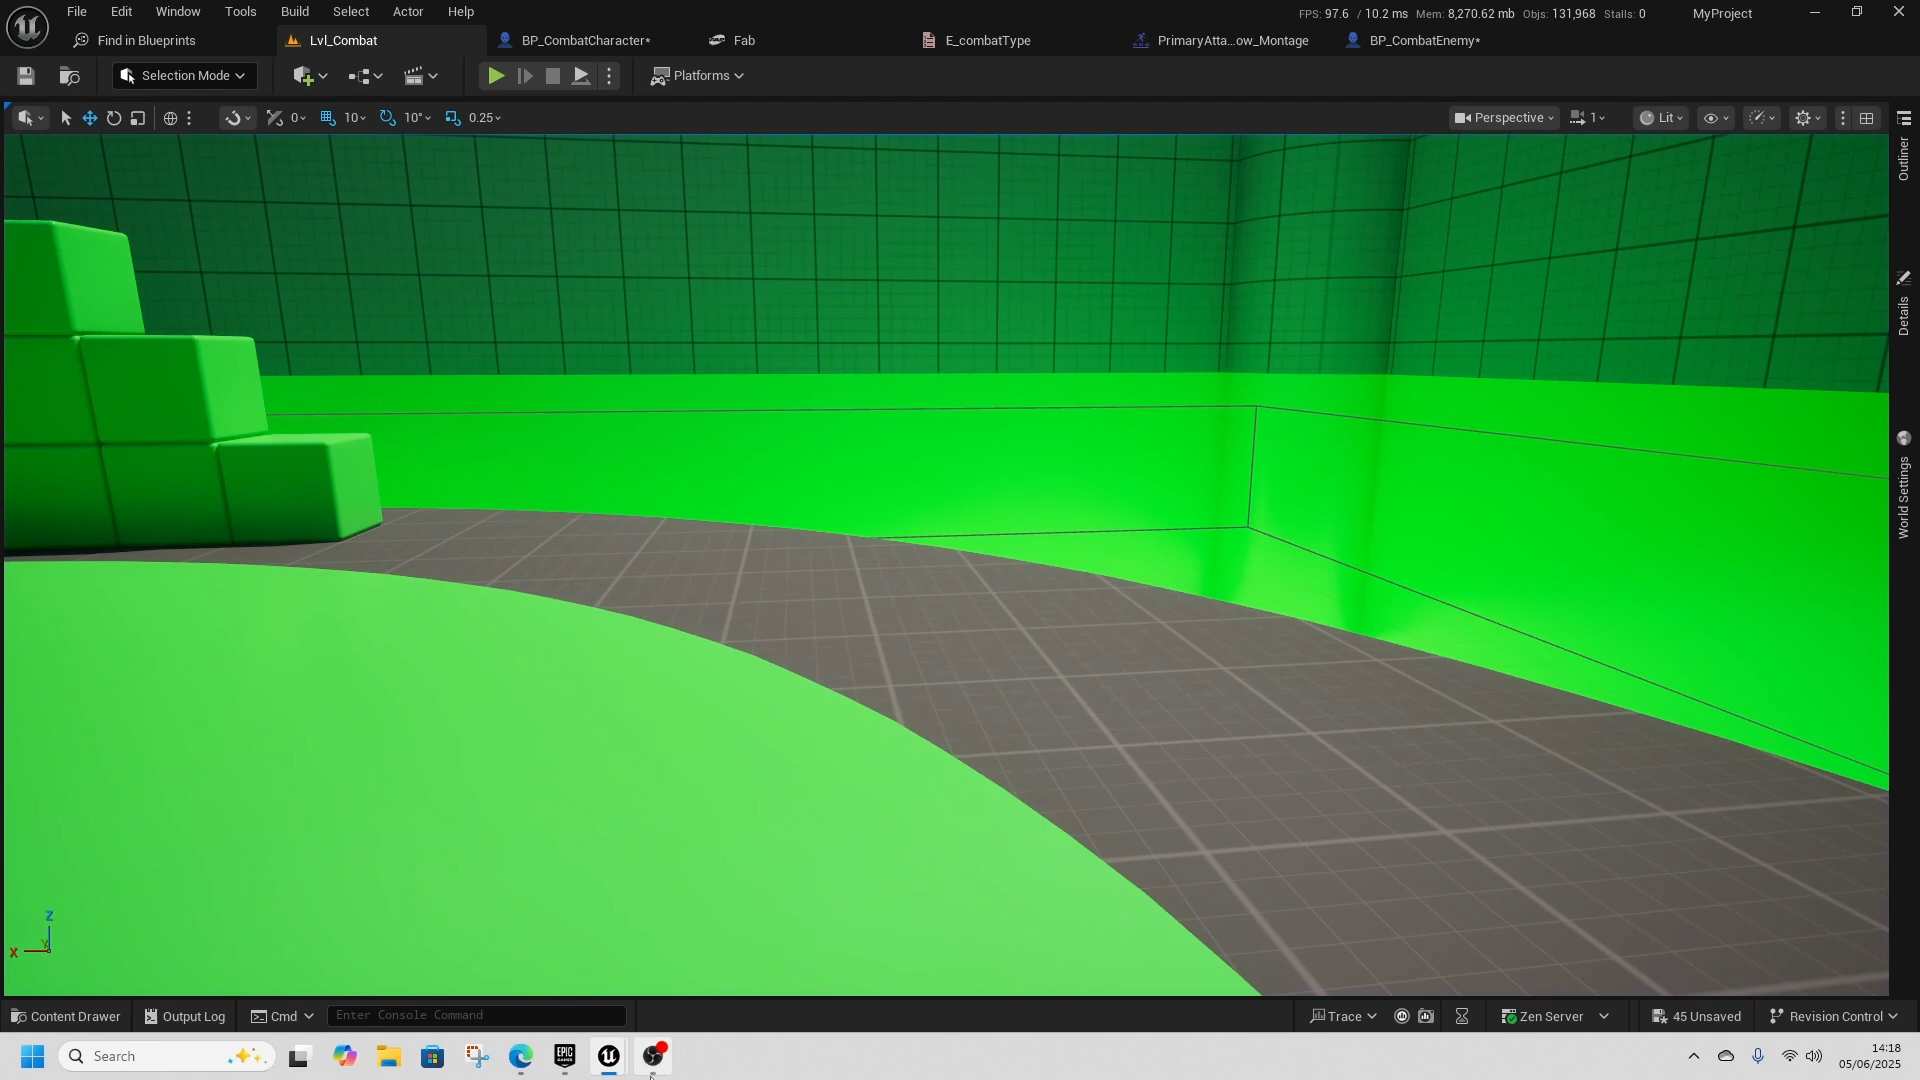 File Edit Window Tools Build Select Actor Help
FPS: 97.6 / 10.2 ms Mem: 8,270.62 mb Objs: 131,968 Stalls: 0 MyProject
Find in Blueprints Lvl_Combat BP_CombatCharacter* Fab E_combatType PrimaryAtta...ow_Montage BP_CombatEnemy*
Selection Mode Platforms
0 10 10° 0.25 Perspective 1 Lit
Outliner
Details
World Settings
Z
Y
X
Content Drawer Output Log Cmd Enter Console Command Trace Zen Server 45 Unsaved Revision Control
Search EPIC GAMES 14:18
05/06/2025